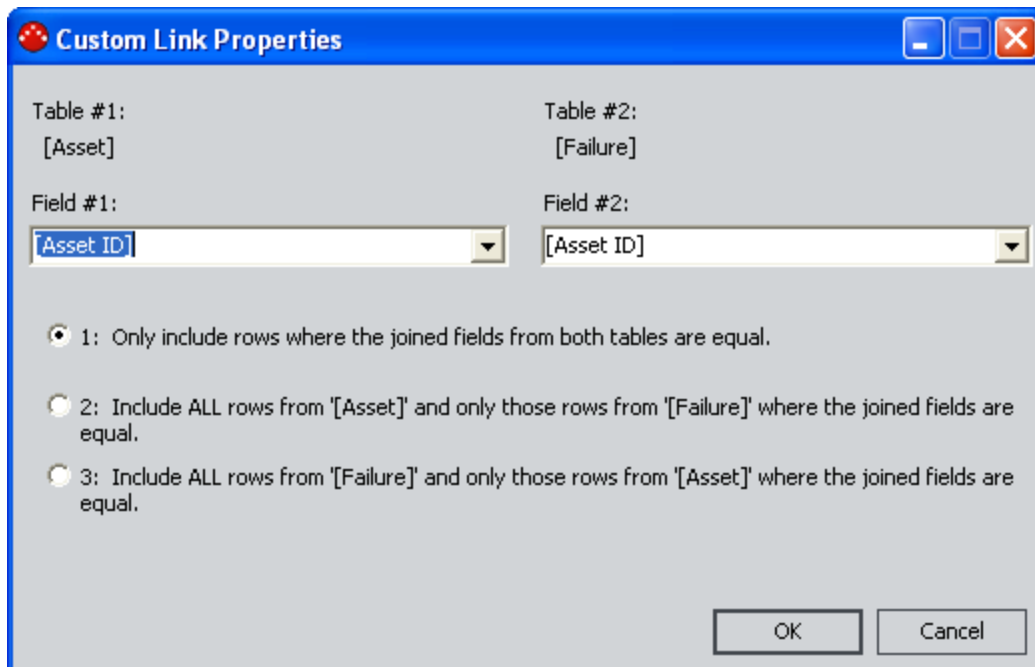 Custom Link Properties
Table #1:
Table #2:
[Asset]
[Failure]
Field #1:
Field #2:
[Asset ID]
[Asset ID]
1:  Only include rows where the joined fields from both tables are equal.
2:  Include ALL rows from '[Asset]' and only those rows from '[Failure]' where the joined fields are
equal.
3:  Include ALL rows from '[Failure]' and only those rows from '[Asset]' where the joined fields are
equal.
OK
Cancel